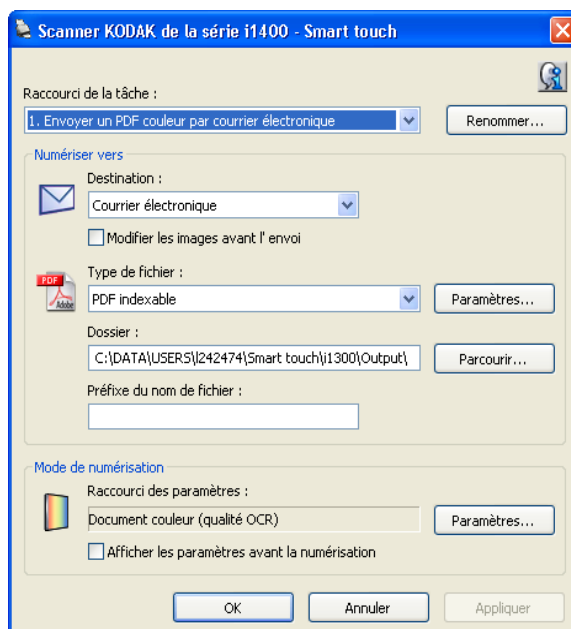 Scanner KODAK de la série i1400 - Smart touch
Raccourci de la tâche :
1. Envoyer un PDF couleur par courrier électronique
Renommer...
Numériser vers
Destination :
Courrier électronique
Modifier les images avant l' envoi
PDF
Adobe
Type de fichier :
PDF indexable
Paramètres...
Dossier :
C:\DATA\USERS\l242474\Smart touch\i1300\Output\
Parcourir...
Préfixe du nom de fichier :
Mode de numérisation
Raccourci des paramètres :
Document couleur (qualité OCR)
Paramètres...
Afficher les paramètres avant la numérisation
OK
Annuler
Appliquer